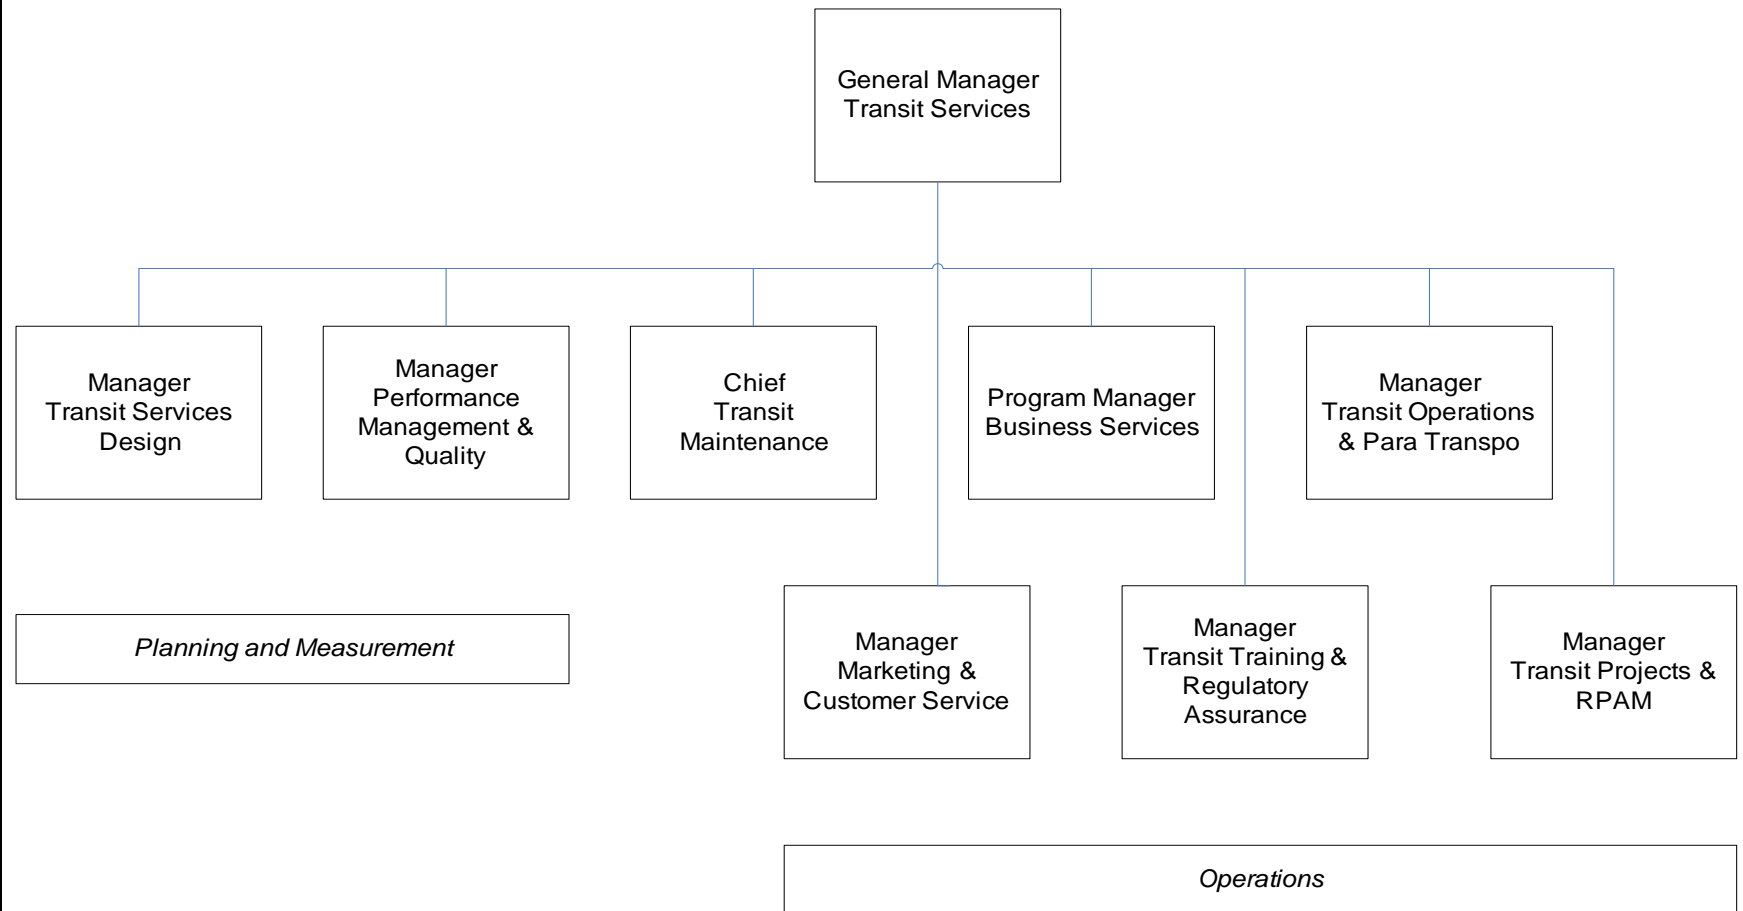 General Manager
Transit Services
Manager
Transit Services
Design
Manager
Performance
Management &
Quality
Chief
Transit
Maintenance
Program Manager
Business Services
Manager
Transit Operations
& Para Transpo
Planning and Measurement
Manager
Marketing &
Customer Service
Manager
Transit Training &
Regulatory
Assurance
Manager
Transit Projects &
RPAM
Operations